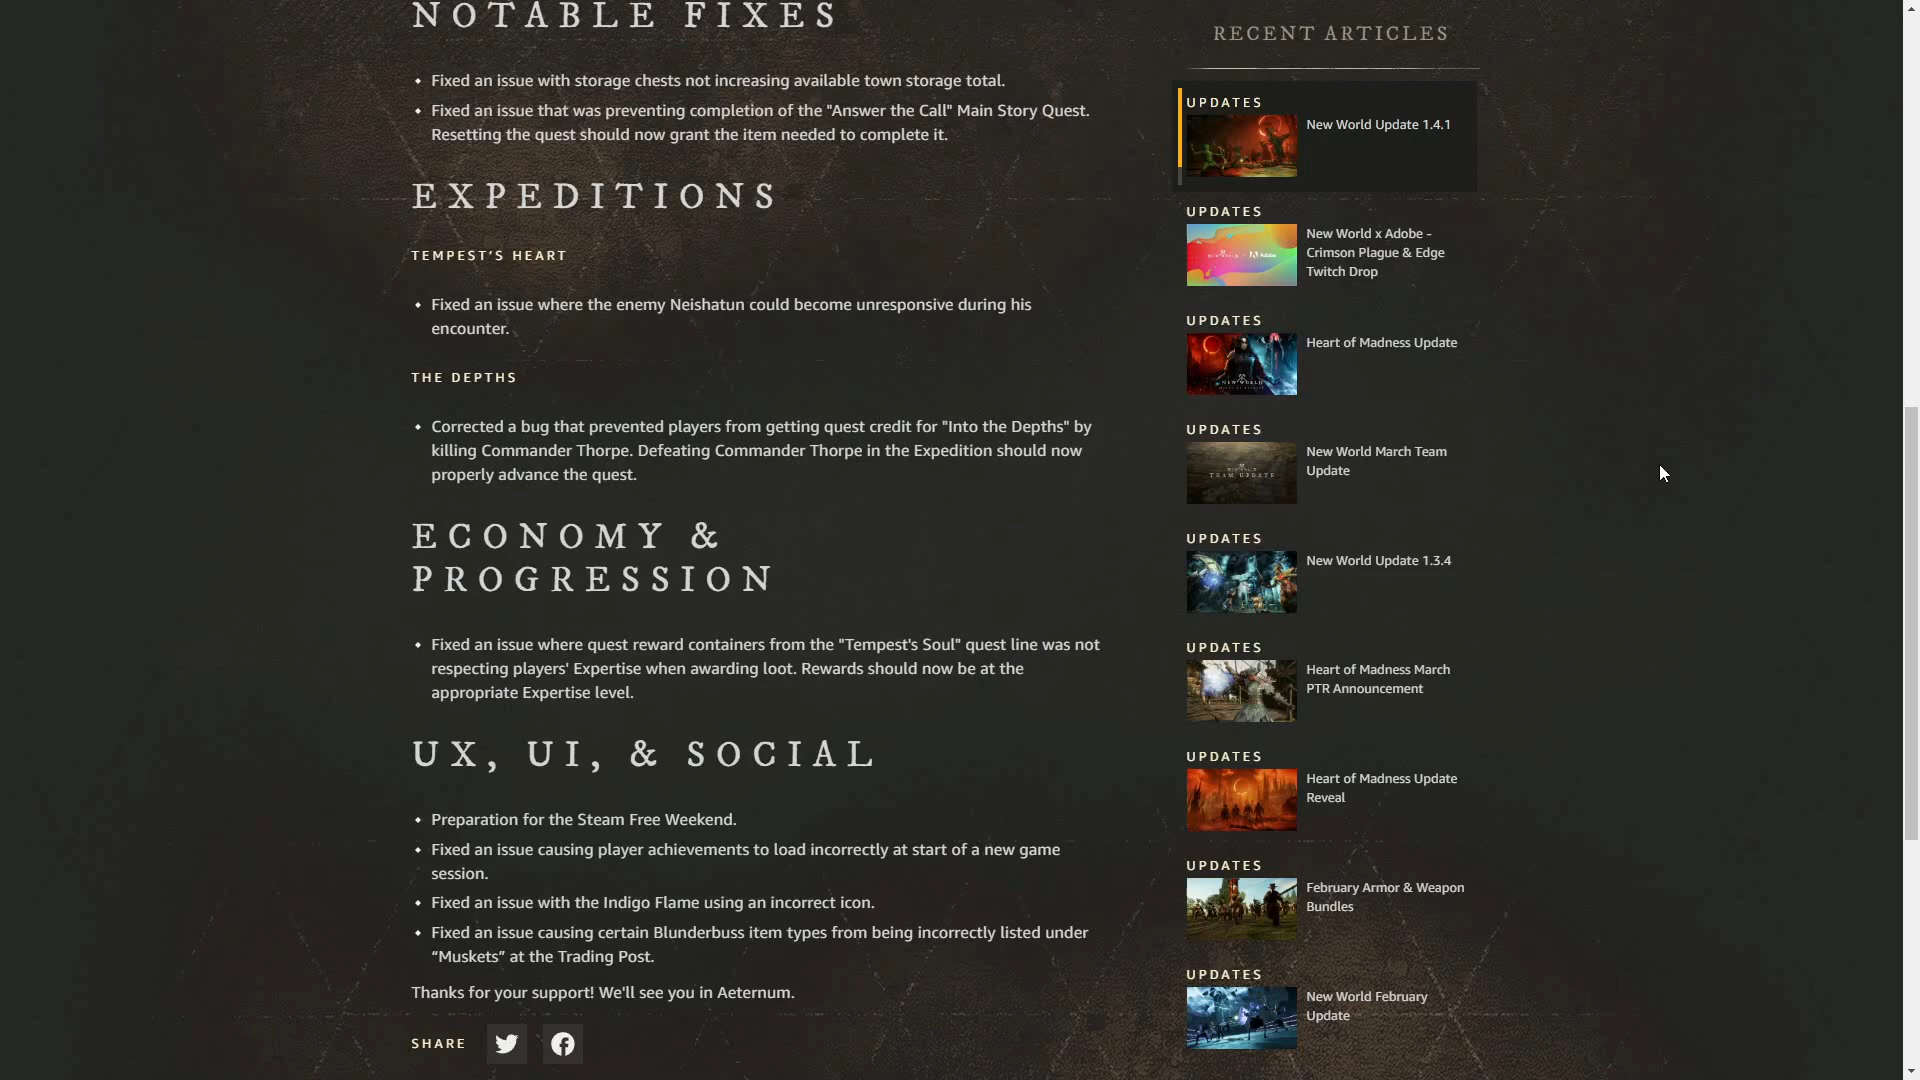 NOTABLE FIXES
Fixed an issue with storage chests not increasing available town storage total.
Fixed an issue that was preventing completion of the "Answer the Call" Main Story Quest.
Resetting the quest should now grant the item needed to complete it.
EXPEDITIONS
TEMPEST’S HEART
Fixed an issue where the enemy Neishatun could become unresponsive during his
encounter.
THE DEPTHS
Corrected a bug that prevented players from getting quest credit for "Into the Depths" by
killing Commander Thorpe. Defeating Commander Thorpe in the Expedition should now
properly advance the quest.
ECONOMY &
PROGRESSION
Fixed an issue where quest reward containers from the "Tempest's Soul" quest line was not
respecting players' Expertise when awarding loot. Rewards should now be at the
appropriate Expertise level.
UX, UI, & SOCIAL
Preparation for the Steam Free Weekend.
Fixed an issue causing player achievements to load incorrectly at start of a new game
session.
Fixed an issue with the Indigo Flame using an incorrect icon.
Fixed an issue causing certain Blunderbuss item types from being incorrectly listed under
“Muskets” at the Trading Post.
Thanks for your support! We'll see you in Aeternum.
SHARE
RECENT ARTICLES
UPDATES
New World Update 1.4.1
UPDATES
Adobe
New World x Adobe -
Crimson Plague & Edge
Twitch Drop
UPDATES
NEW WORLD
Heart of Madness Update
UPDATES
TEAM UPDATE
New World March Team
Update
UPDATES
New World Update 1.3.4
UPDATES
Heart of Madness March
PTR Announcement
UPDATES
Heart of Madness Update
Reveal
UPDATES
February Armor & Weapon
Bundles
UPDATES
New World February
Update